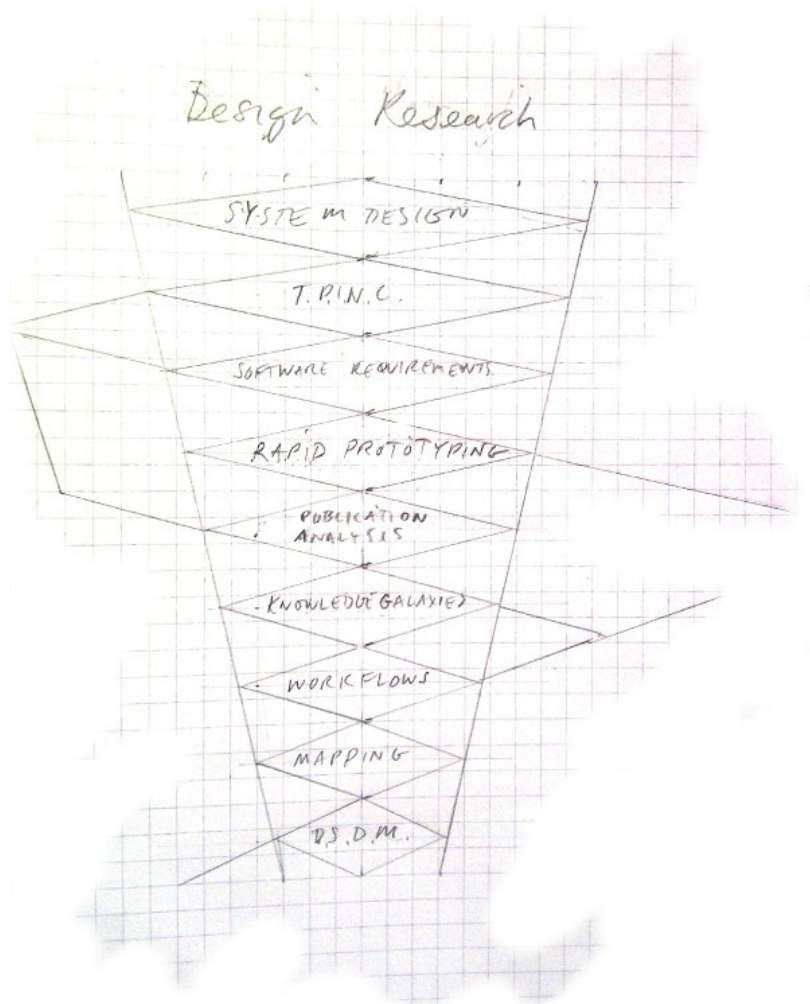 Design Research
SYSTEM DESIGN
T.P.I.N.C.
SOFTWARE REQUIREMENTS
RAPID PROTOTYPING
PUBLICATION
ANALYSIS
KNOWLEDGE GALAXIES
WORKFLOWS
MAPPING
D.S.D.M.